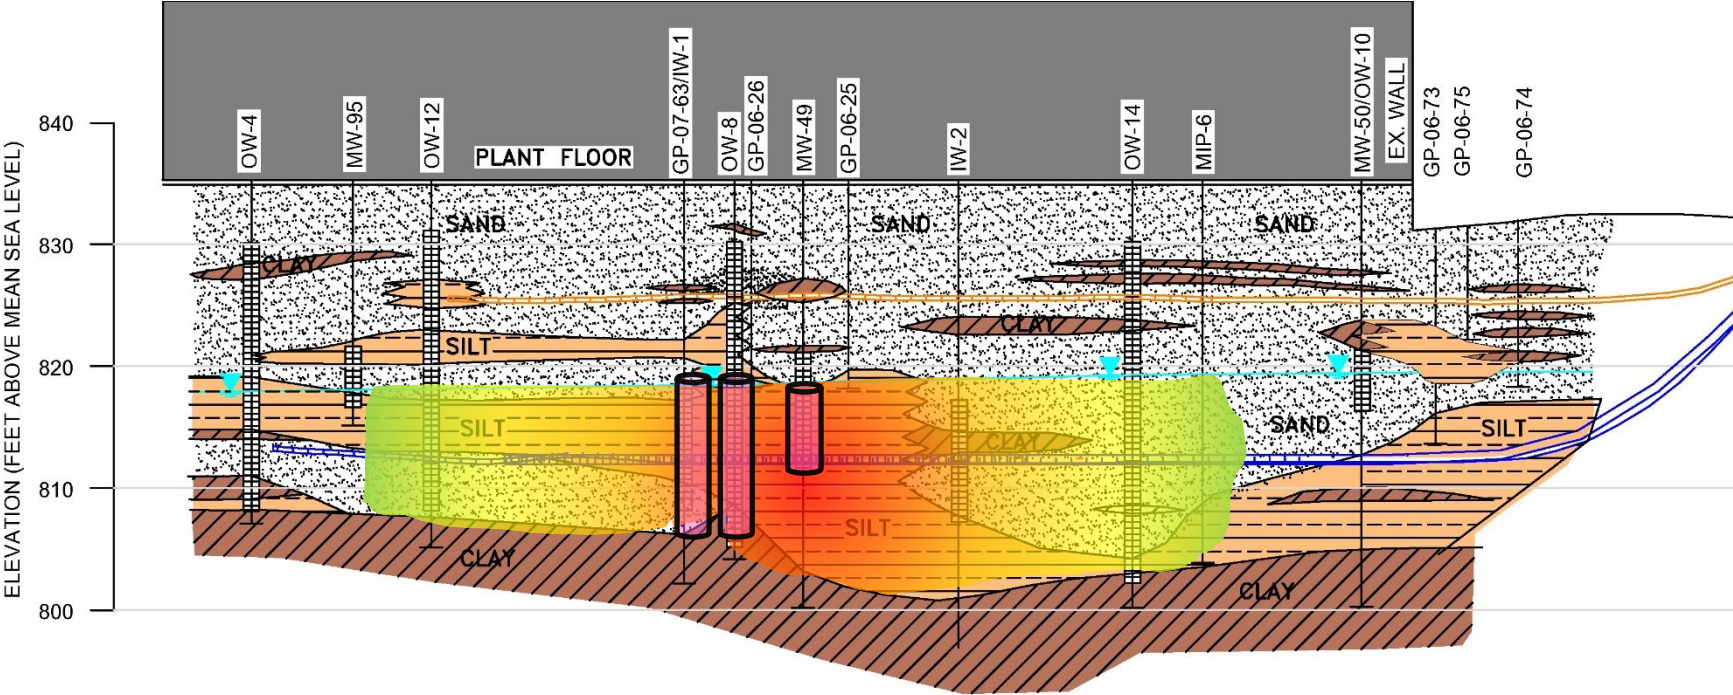 ELEVATION (FEET ABOVE MEAN SEA LEVEL)
840
830
820
810
800
OW-4
MW-95
OW-12
PLANT FLOOR
GP-07-63/IW-1
OW-8
GP-06-26
MW-49
GP-06-25
IW-2
OW-14
MIP-6
MW-50/OW-10
EX. WALL
GP-06-73
GP-06-75
GP-06-74
SAND
SAND
SAND
CLAY
CLAY
SILT
SILT
CLAY
SAND
SILT
SILT
CLAY
CLAY